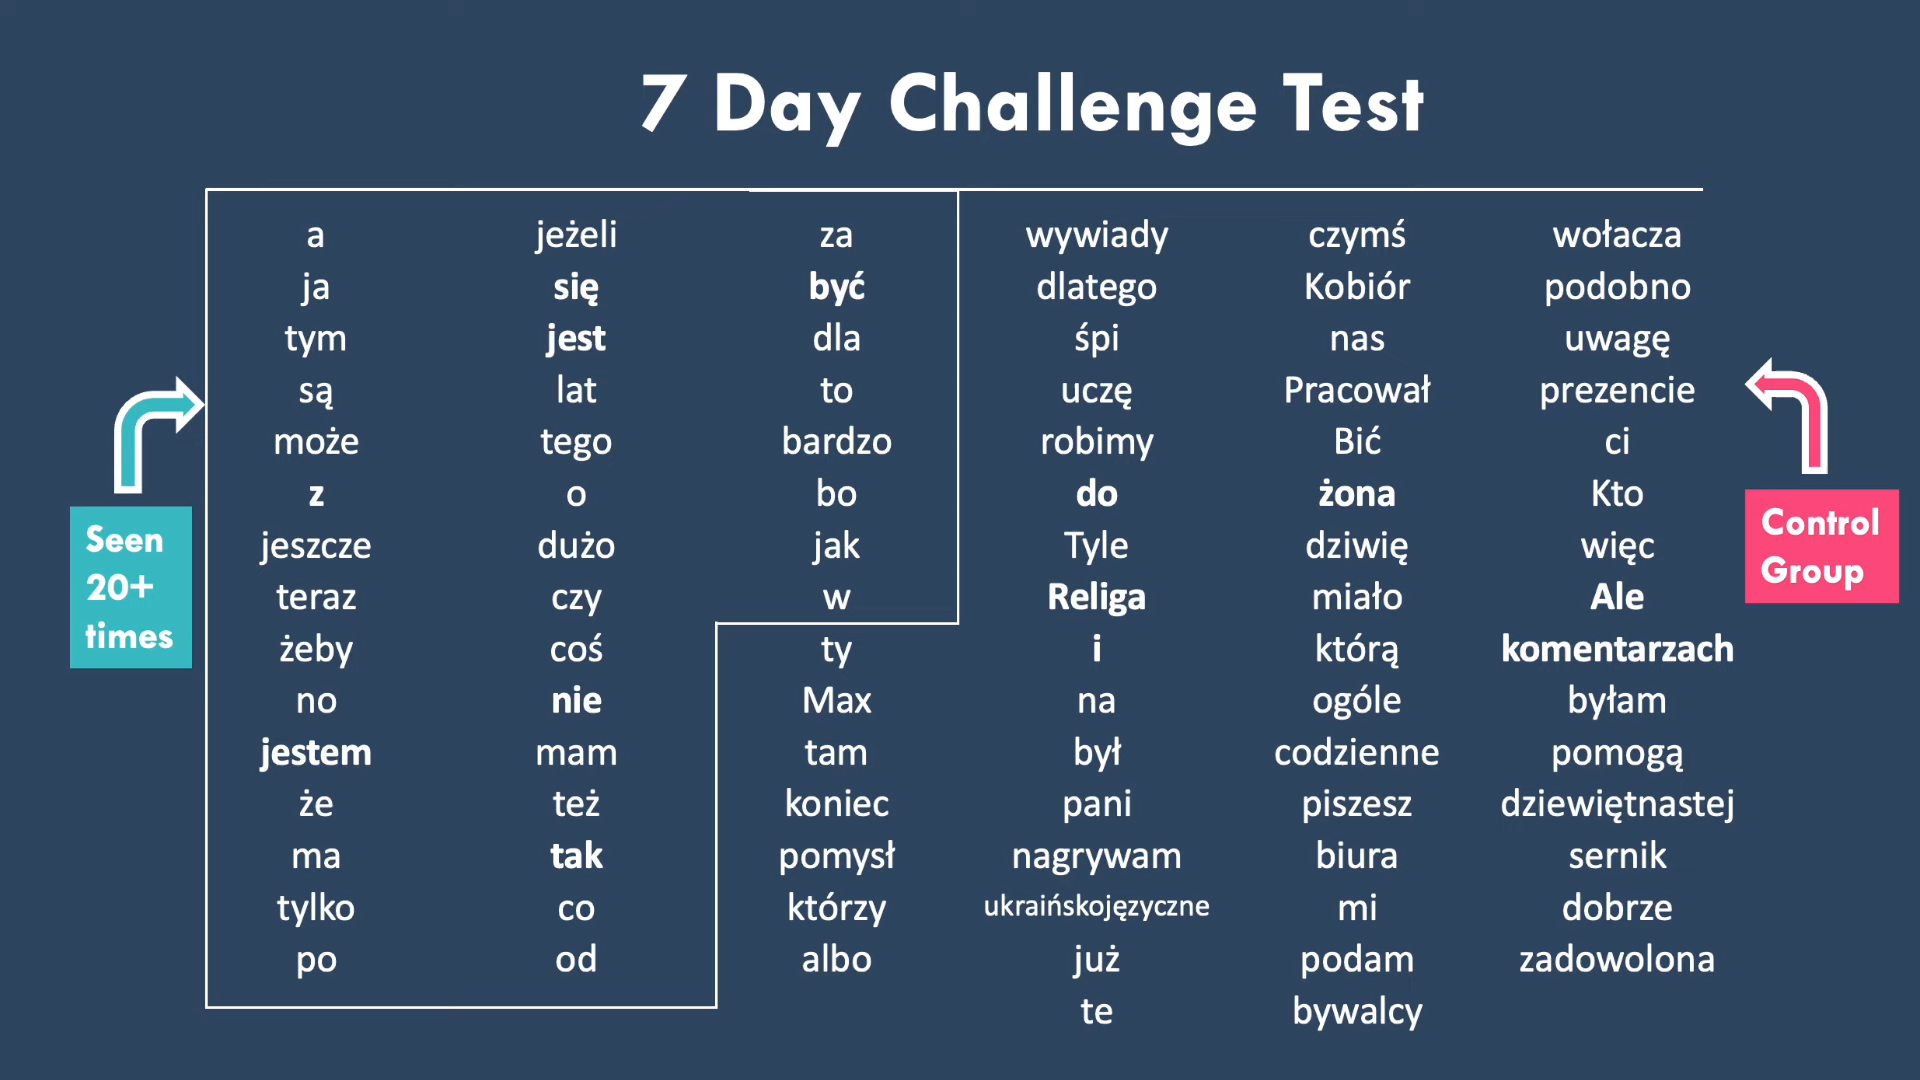 7 Day Challenge Test
a jeżeli za wywiady czymś wołacza
ja się być dlatego Kobiór podobno
tym jest dla śpi nas uwagę
są lat to uczę Pracował prezencie
może tego bardzo robimy Bić ci
z o bo do żona Kto
jeszcze dużo jak Tyle dziwię więc
teraz czy w Religa miało Ale
żeby coś ty i którą komentarzach
no nie Max na ogóle byłam
jestem mam tam był codzienne pomogą
że też koniec pani piszesz dziewiętnastej
ma tak pomysł nagrywam biura sernik
tylko co którzy ukraińskojęzyczne mi dobrze
po od albo już podam zadowolona
te bywalcy
Seen
20+
times
Control
Group